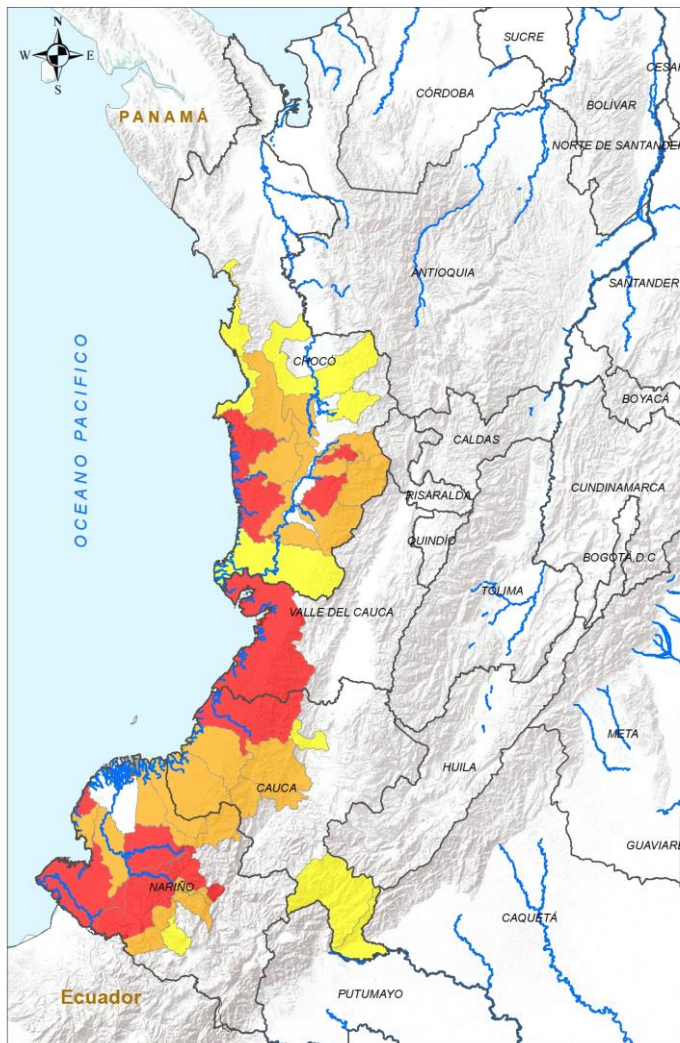 N
W E
S
SUCRE
CESAR
CÓRDOBA
BOLÍVAR
PANAMÁ
NORTE DE SANTANDER
ANTIOQUIA
SANTANDER
OCEANO PACIFICO
CHOCÓ
BOYACÁ
CALDAS
CUNDINAMARCA
RISARALDA
QUINDÍO
BOGOTÁ D.C
TOLIMA
VALLE DEL CAUCA
META
HUILA
CAUCA
GUAVIARE
NARIÑO
CAQUETÁ
Ecuador
PUTUMAYO